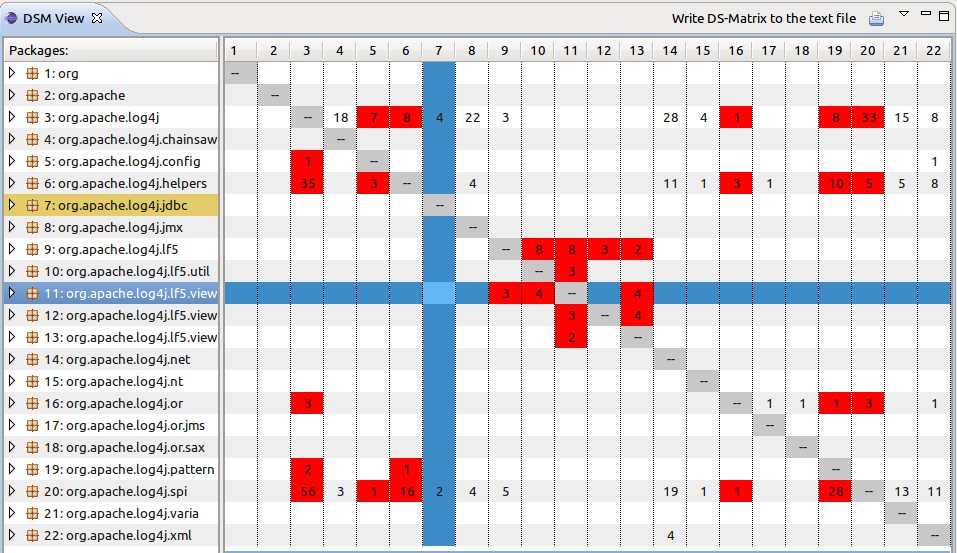 DSM View
Write DS-Matrix to the text file
Packages: 1 2 3 4 5 6 7 8 9 10 11 12 13 14 15 16 17 18 19 20 21 22
1: org --
2: org.apache --
3: org.apache.log4j -- 18 7 8 4 22 3 28 4 1 8 33 15 8
4: org.apache.log4j.chainsaw --
5: org.apache.log4j.config 1 -- 1
6: org.apache.log4j.helpers 35 3 -- 4 11 1 3 1 10 5 5 8
7: org.apache.log4j.jdbc --
8: org.apache.log4j.jmx --
9: org.apache.log4j.lf5 -- 8 8 3 2
10: org.apache.log4j.lf5.util -- 3
11: org.apache.log4j.lf5.view 3 4 -- 4
12: org.apache.log4j.lf5.view 3 -- 4
13: org.apache.log4j.lf5.view 2 --
14: org.apache.log4j.net --
15: org.apache.log4j.nt --
16: org.apache.log4j.or 3 -- 1 1 1 3 1
17: org.apache.log4j.or.jms --
18: org.apache.log4j.or.sax --
19: org.apache.log4j.pattern 2 1 --
20: org.apache.log4j.spi 56 3 1 16 2 4 5 19 1 1 28 -- 13 11
21: org.apache.log4j.varia --
22: org.apache.log4j.xml 4 --